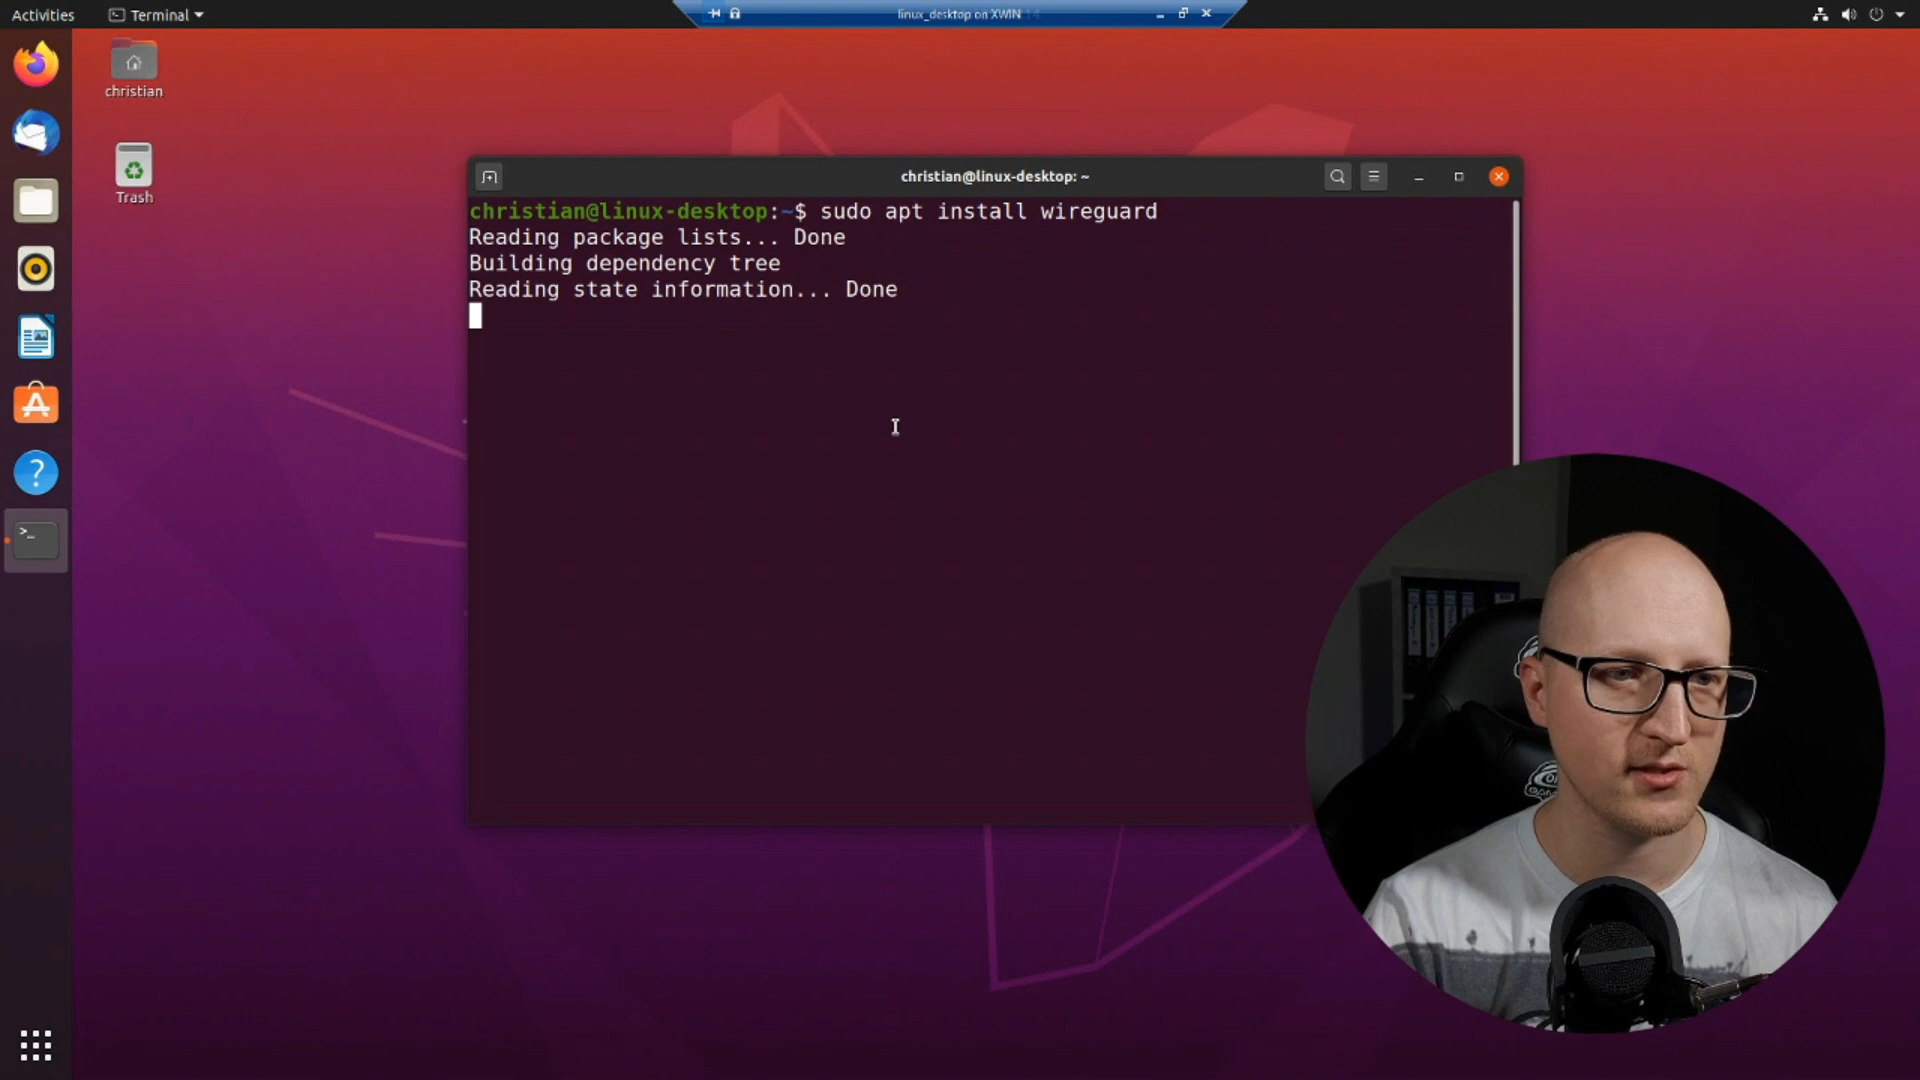 Activities
Terminal
linux_desktop on XWIN
christian
Trash
christian@linux-desktop: ~
christian@linux-desktop:~$ sudo apt install wireguard
Reading package lists... Done
Building dependency tree
Reading state information... Done